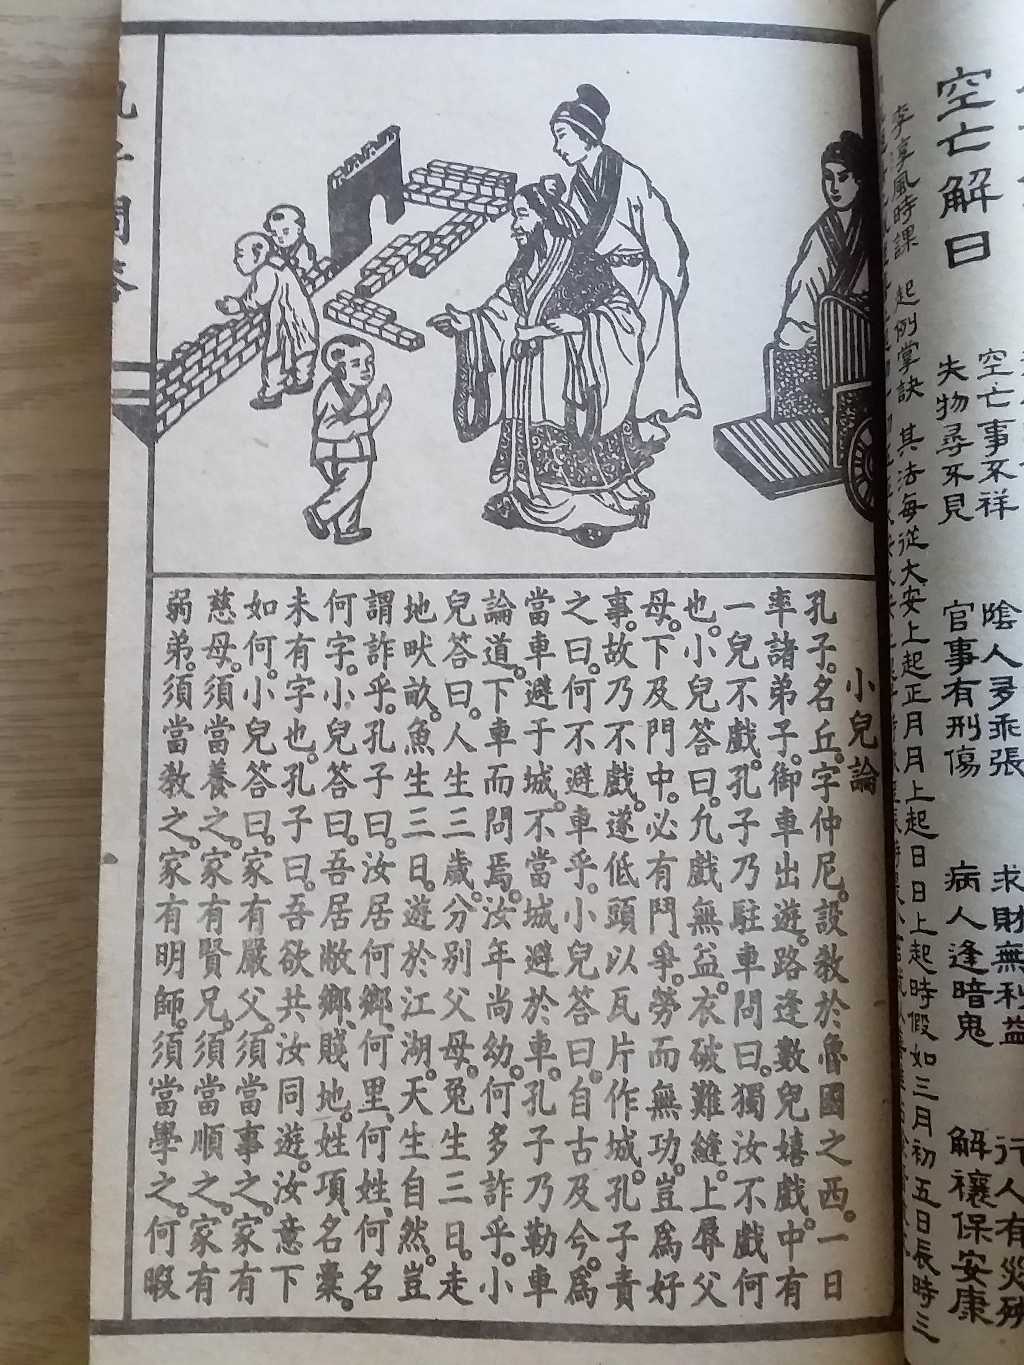 空亡解日
空亡事不祥 隂人多乖張 求財無利益 行人有災殃
失物尋不見 官事有刑傷 病人逢暗鬼 解禳保安康
李淳風時課 起例掌訣 其法每從大安上起正月月上起日日上起時假如三月初五日辰時三
小兒論
孔子。名丘。字仲尼。設教於魯國之西。一日
率諸弟子。御車出遊。路逢數兒嬉戲。中有
一兒不戲。孔子乃駐車問曰。獨汝不戲何
也。小兒答曰。凢戲無益。衣破難縫。上辱父
母。下及門中。必有鬥爭。勞而無功。豈爲好
事。故乃不戲。遂低頭以瓦片作城。孔子責
之曰。何不避車乎。小兒答曰。自古及今。爲
當車避于城。不當城避於車。孔子乃勒車
論道。下車而問焉。汝年尚幼。何多詐乎。小
兒答曰。人生三歲。分别父母。兎生三日。走
地畎畝。魚生三日。遊於江湖。天生自然。豈
謂詐乎。孔子曰。汝居何鄉、何里、何姓、何名
何字。小兒答曰。吾居敝鄉、賤地。姓項、名橐。
未有字也。孔子曰。吾欲共汝同遊。汝意下
如何。小兒答曰。家有嚴父。須當事之。家有
慈母。須當養之。家有賢兄。須當順之。家有
弱弟。須當教之。家有明師。須當學之。何暇